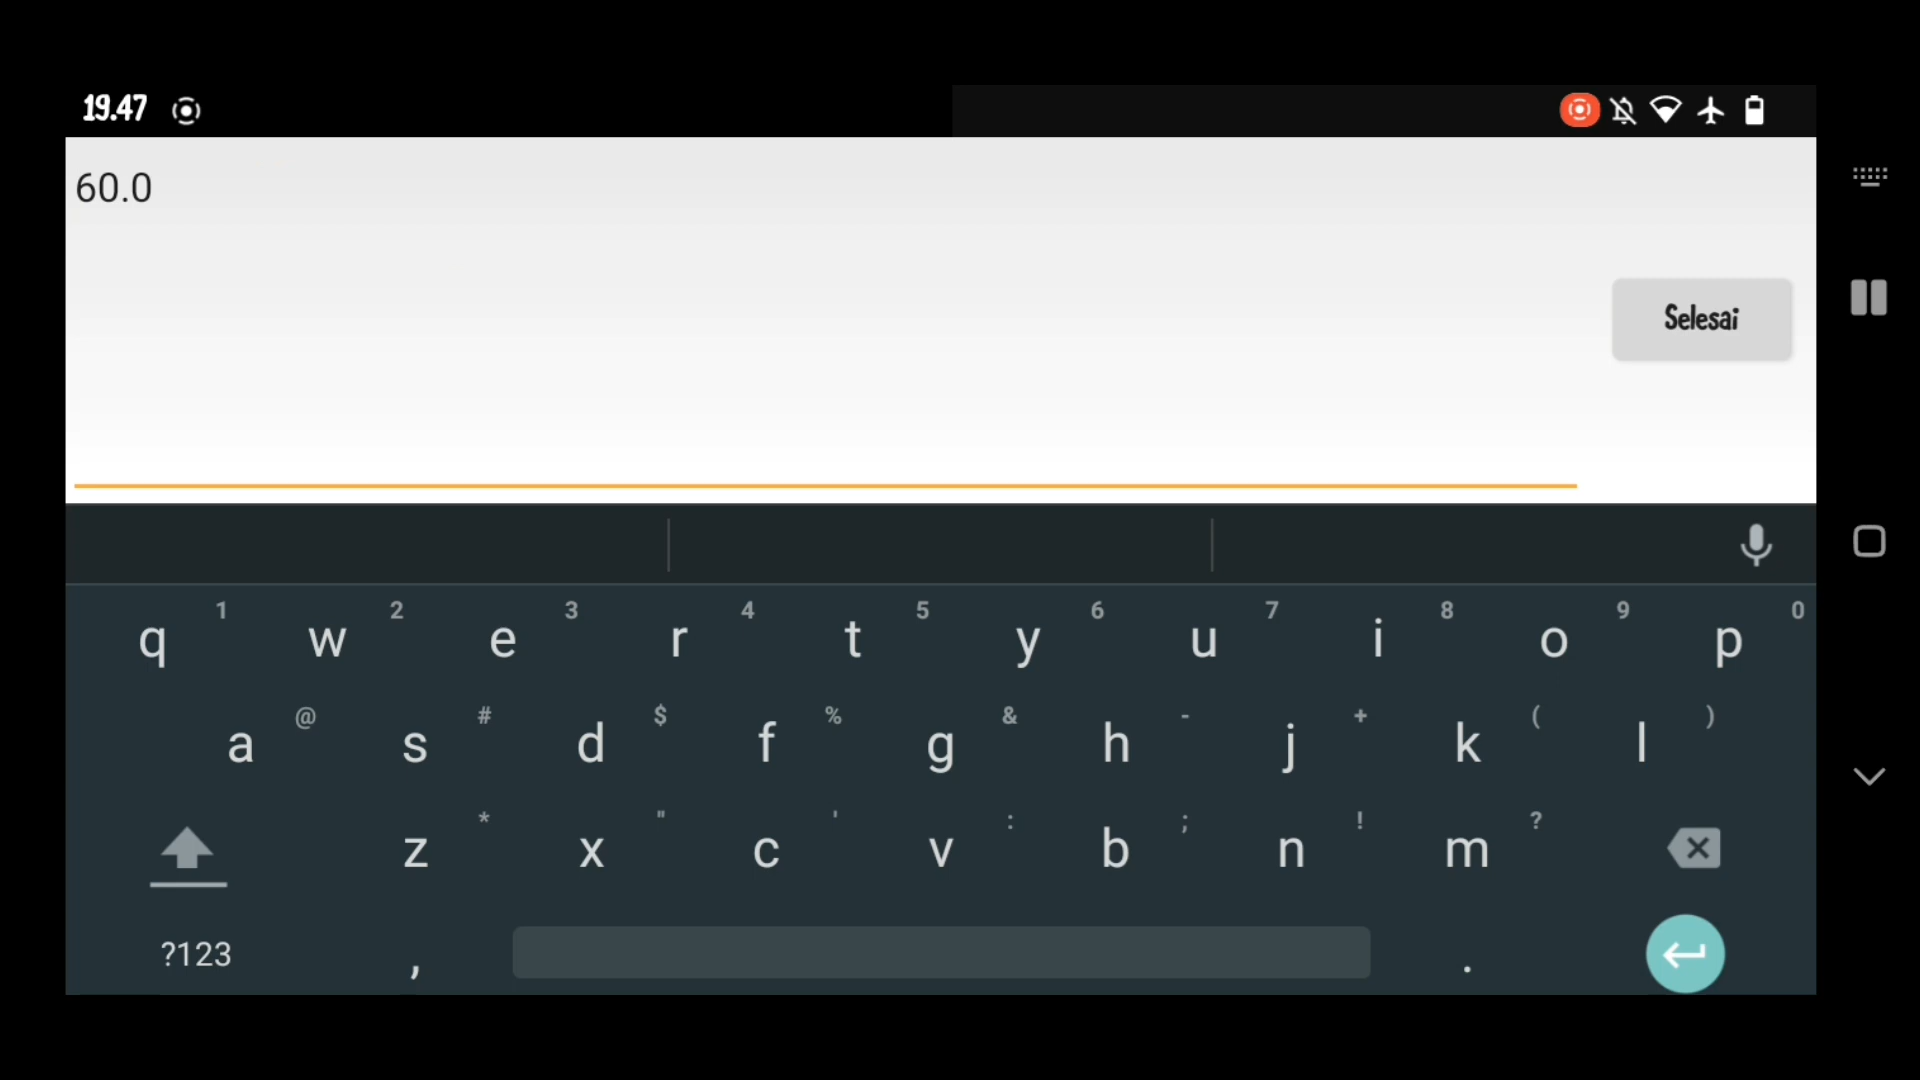 19.47
60.0
Selesai
1 2 3 4 5 6 7 8 9 0
q w e r t y u i o p
@ # $ % & - + ( )
a s d f g h j k l
* " ' : ; ! ?
z x c v b n m
?123 , .